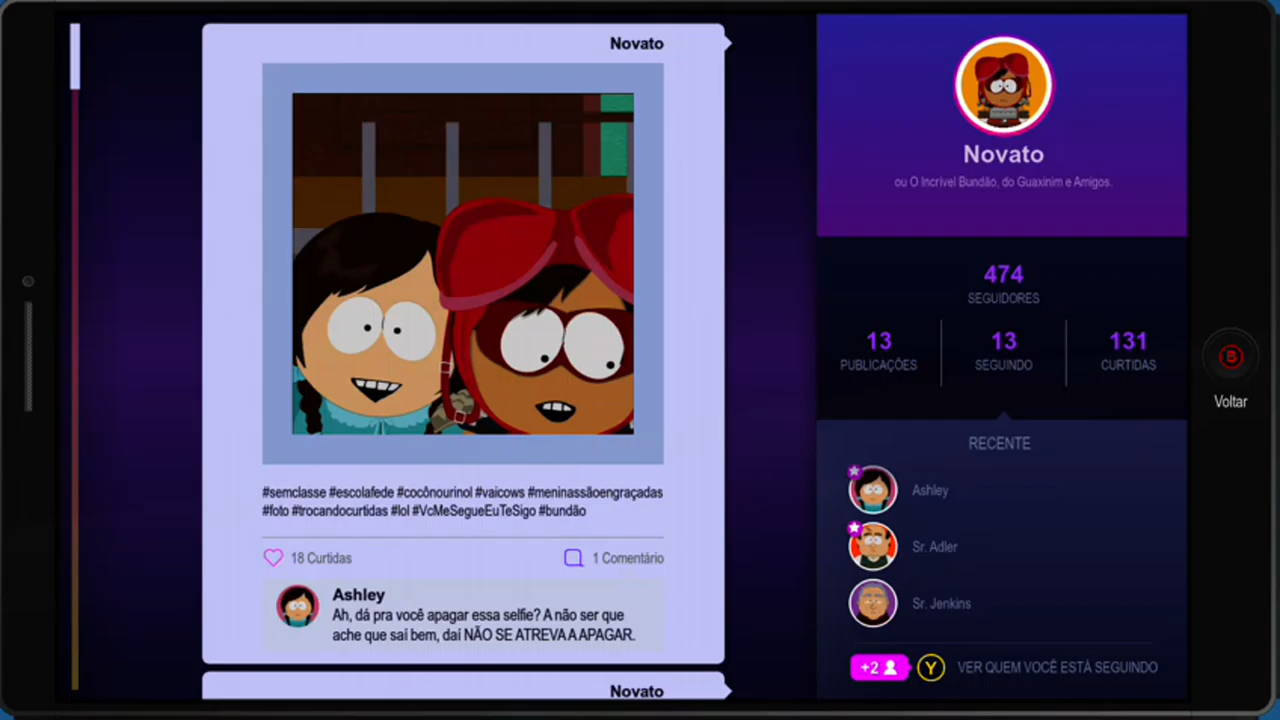 Novato
#semclasse #escolafede #cocônourinol #vaicows #meninassãoengraçadas
#foto #trocandocurtidas #lol #VcMeSegueEuTeSigo #bundão
18 Curtidas
1 Comentário
Ashley
Ah, dá pra você apagar essa selfie? A não ser que
ache que saí bem, daí NÃO SE ATREVA A APAGAR.
Novato
Novato
ou O Incrível Bundão, do Guaxinim e Amigos.
474
SEGUIDORES
13
PUBLICAÇÕES
13
SEGUINDO
131
CURTIDAS
RECENTE
Ashley
Sr. Adler
Sr. Jenkins
+2
Y
VER QUEM VOCÊ ESTÁ SEGUINDO
B
Voltar